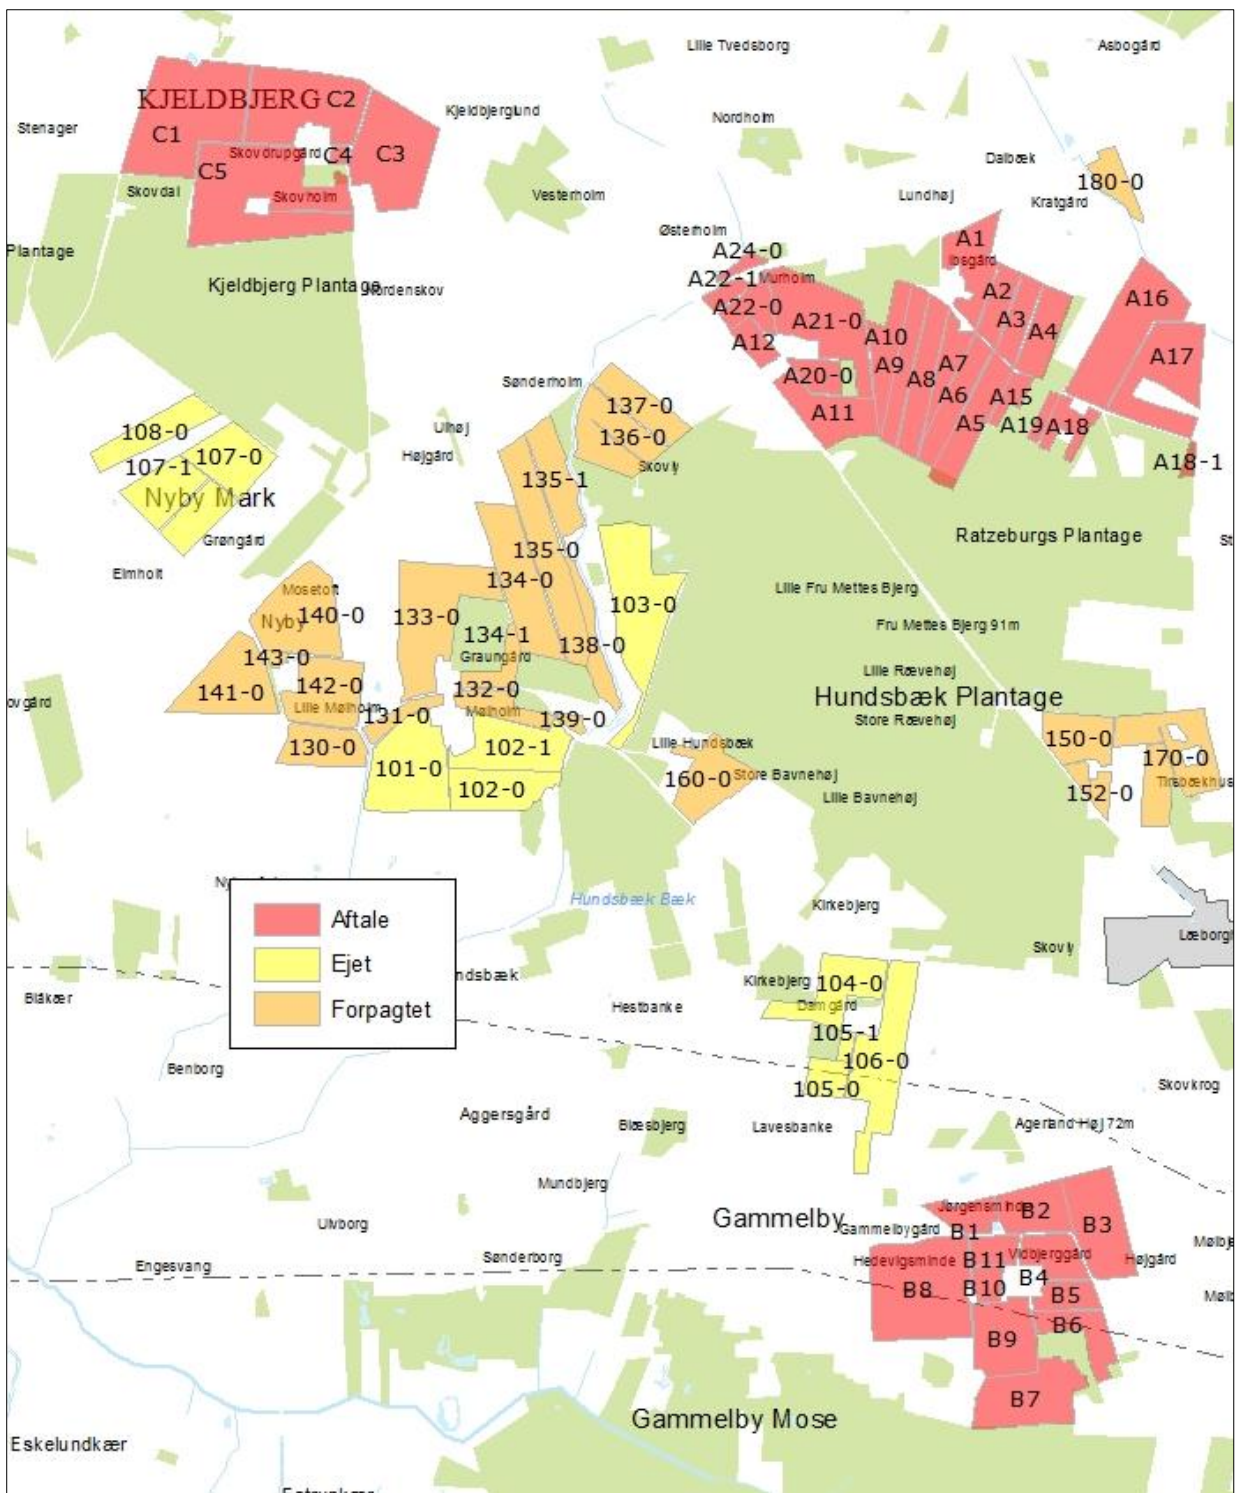 Lille Tvedsborg
Asbogård
KJELDBJERG
C2
Kjeldbjerglund
Stenager
C1
Nordholm
Skovdrupgård
C4
C3
Dalbæk
C5
180-0
Skovdal
Skovholm
Vesterholm
Lundhøj
Kratgård
Østerholm
A1
Plantage
A24-0
Ibsgård
Kjeldbjerg Plantage
Nordenskov
A22-1
Murholm
A2
A16
A22-0
A21-0
A3
A4
A12
A10
A7
A17
A9
A8
Sønderholm
A20-0
A6
A15
137-0
A11
A5
A19
A18
108-0
Ulhøj
136-0
107-1
107-0
Højgård
Skovly
A18-1
135-1
Nyby Mark
Grøngård
Ratzeburgs Plantage
St
135-0
Elmholt
134-0
Mosetoft
Lille Fru Mettes Bjerg
140-0
133-0
103-0
Nyby
Fru Mettes Bjerg 91m
134-1
138-0
143-0
Graungård
Lille Rævehøj
141-0
142-0
132-0
Hundsbæk Plantage
ovgård
Lille Mølholm
131-0
Mølholm
139-0
Store Rævehøj
130-0
102-1
Lille Hundsbæk
150-0
101-0
160-0
Store Bavnehøj
170-0
102-0
Lille Bavnehøj
152-0
Tinsbækhus
Hundsbæk Bæk
Kirkebjerg
Aftale
Læborg
Ejet
Skovly
ndsbæk
Kirkebjerg
104-0
Blåkær
Forpagtet
Hestbanke
Damgård
105-1
106-0
Benborg
105-0
Skovkrog
Aggersgård
Blæsbjerg
Lavesbanke
Agerland Høj 72m
Mundbjerg
Jørgensminde
B2
Ulvborg
Gammelby
Gammelbygård
B1
B3
Sønderborg
Hedevigsminde
B11
Vidbjerggård
Højgård
Mølbje
Engesvang
B8
B10
B4
B5
Mølb
B9
B6
B7
Gammelby Mose
Eskelundkær